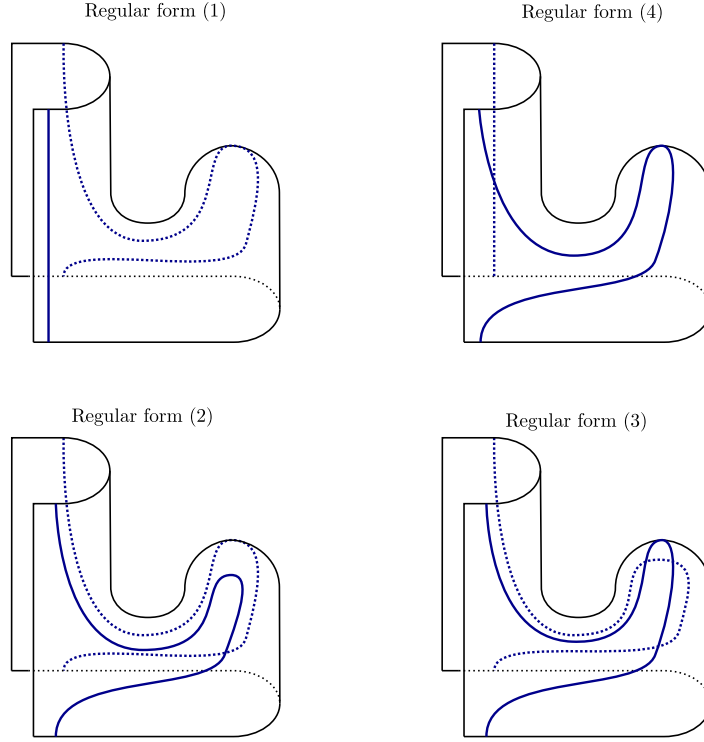 Regular form (1)
Regular form (4)
Regular form (2)
Regular form (3)